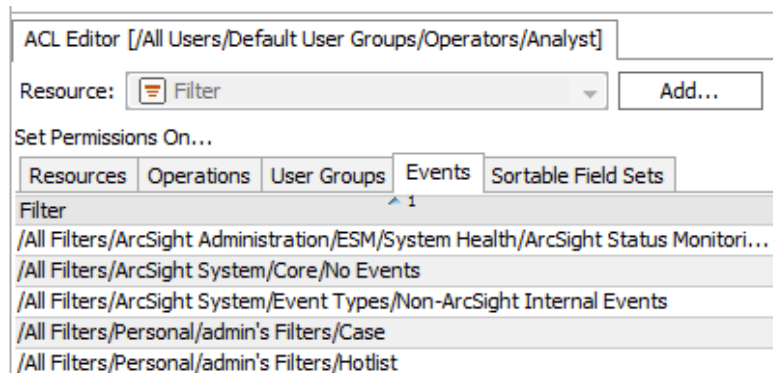 ACL Editor [/All Users/Default User Groups/Operators/Analyst]
Resource: Filter Add...
Set Permissions On...
Resources Operations User Groups Events Sortable Field Sets
Filter 1
/All Filters/ArcSight Administration/ESM/System Health/ArcSight Status Monitori...
/All Filters/ArcSight System/Core/No Events
/All Filters/ArcSight System/Event Types/Non-ArcSight Internal Events
/All Filters/Personal/admin's Filters/Case
/All Filters/Personal/admin's Filters/Hotlist